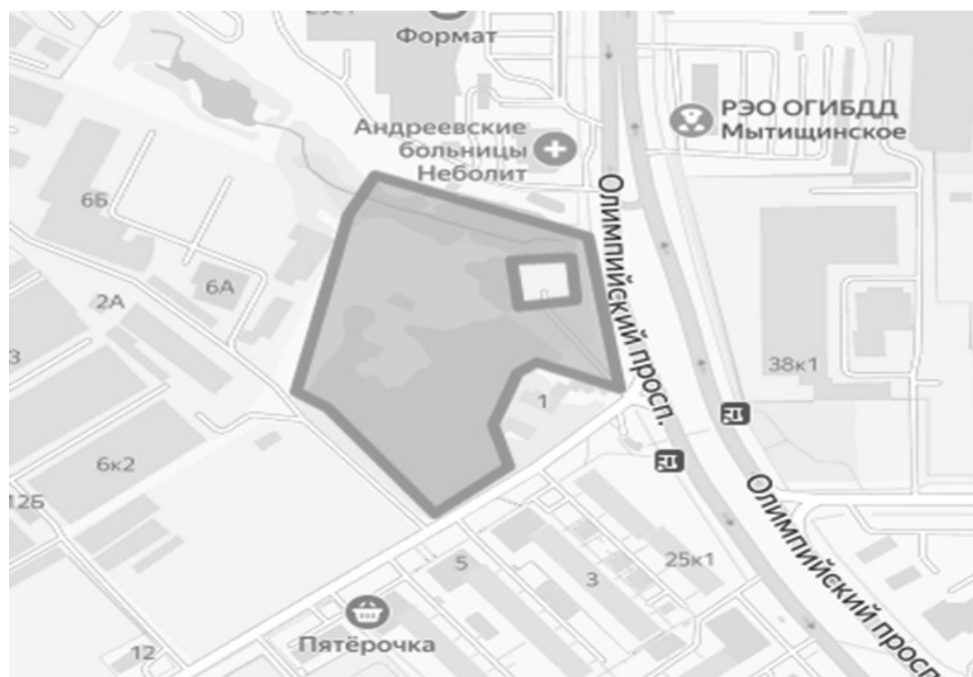 Формат
РЭО ОГИБДД
Мытищинское
Андреевские
больницы
Неболит
Олимпийский просп.
6Б
6А
2А
3
38к1
1
6к2
12Б
Олимпийский просп.
5
3
25к1
Пятёрочка
12